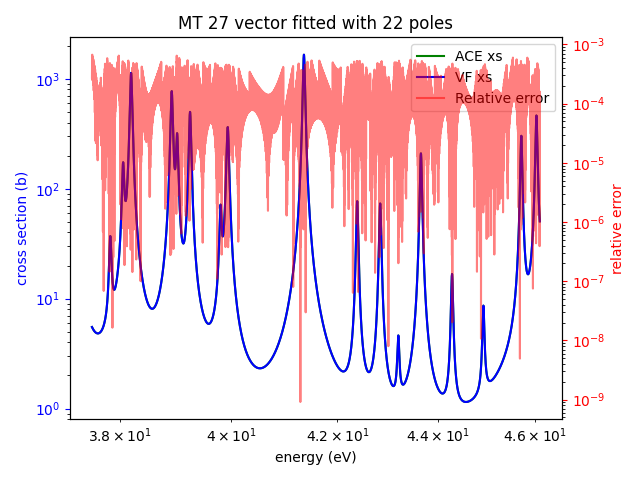 MT 27 vector fitted with 22 poles
ACE xs
VF xs
Relative error
10³
10²
10¹
10⁰
cross section (b)
10⁻³
10⁻⁴
10⁻⁵
10⁻⁶
10⁻⁷
10⁻⁸
10⁻⁹
relative error
3.8 × 10¹ 4 × 10¹ 4.2 × 10¹ 4.4 × 10¹ 4.6 × 10¹
energy (eV)